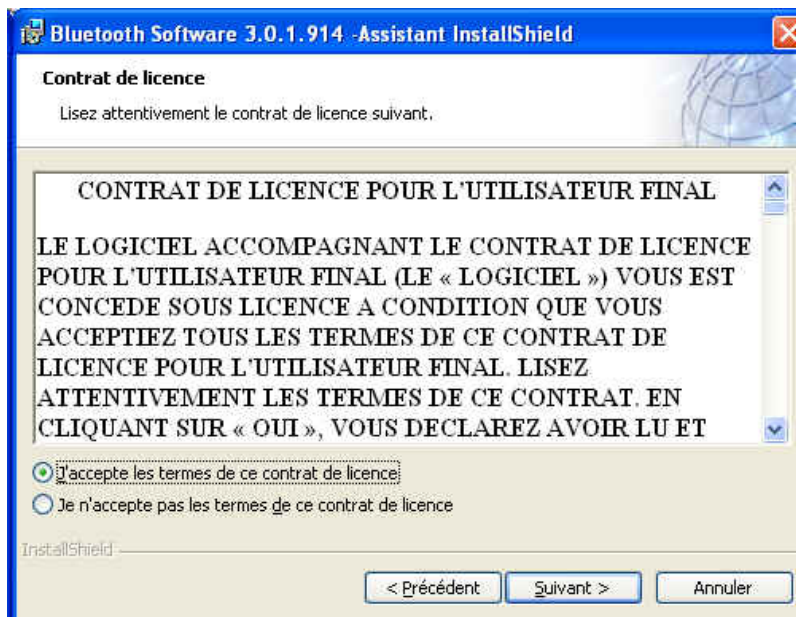 Bluetooth Software 3.0.1.914 -Assistant InstallShield
Contrat de licence
Lisez attentivement le contrat de licence suivant.
CONTRAT DE LICENCE POUR L'UTILISATEUR FINAL
LE LOGICIEL ACCOMPAGNANT LE CONTRAT DE LICENCE
POUR L'UTILISATEUR FINAL (LE « LOGICIEL ») VOUS EST
CONCEDE SOUS LICENCE A CONDITION QUE VOUS
ACCEPTIEZ TOUS LES TERMES DE CE CONTRAT DE
LICENCE POUR L'UTILISATEUR FINAL. LISEZ
ATTENTIVEMENT LES TERMES DE CE CONTRAT. EN
CLIQUANT SUR « OUI », VOUS DECLAREZ AVOIR LU ET
J'accepte les termes de ce contrat de licence
Je n'accepte pas les termes de ce contrat de licence
InstallShield
< Précédent Suivant > Annuler